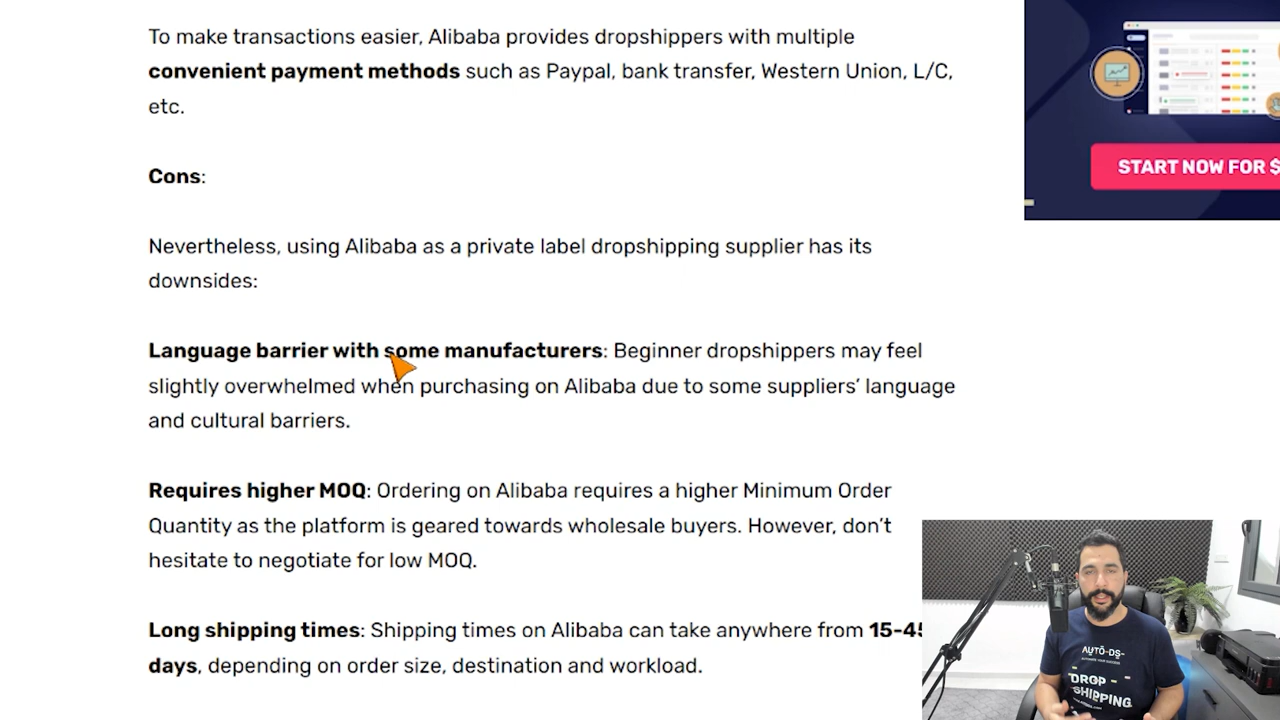 To make transactions easier, Alibaba provides dropshippers with multiple
convenient payment methods such as Paypal, bank transfer, Western Union, L/C,
etc.
START NOW FOR $
Cons:
Nevertheless, using Alibaba as a private label dropshipping supplier has its
downsides:
Language barrier with some manufacturers: Beginner dropshippers may feel
slightly overwhelmed when purchasing on Alibaba due to some suppliers’ language
and cultural barriers.
Requires higher MOQ: Ordering on Alibaba requires a higher Minimum Order
Quantity as the platform is geared towards wholesale buyers. However, don’t
hesitate to negotiate for low MOQ.
Long shipping times: Shipping times on Alibaba can take anywhere from 15-45
days, depending on order size, destination and workload.
AUTO-DS
DROP
SHIPPING